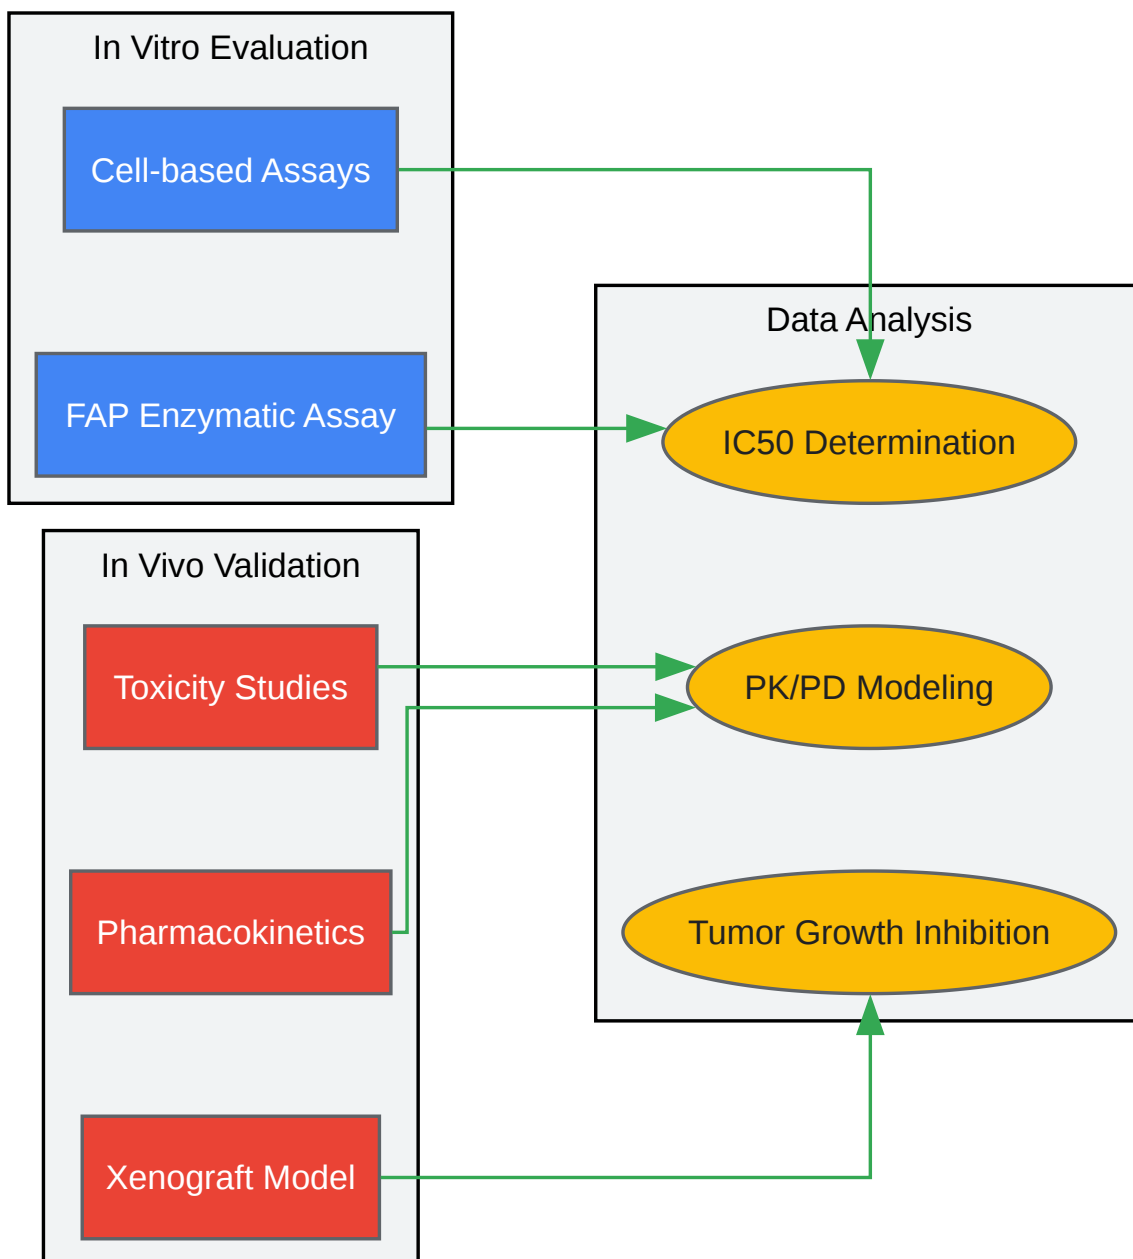 In Vitro Evaluation
Cell-based Assays
FAP Enzymatic Assay
In Vivo Validation
Toxicity Studies
Pharmacokinetics
Xenograft Model
Data Analysis
IC50 Determination
PK/PD Modeling
Tumor Growth Inhibition